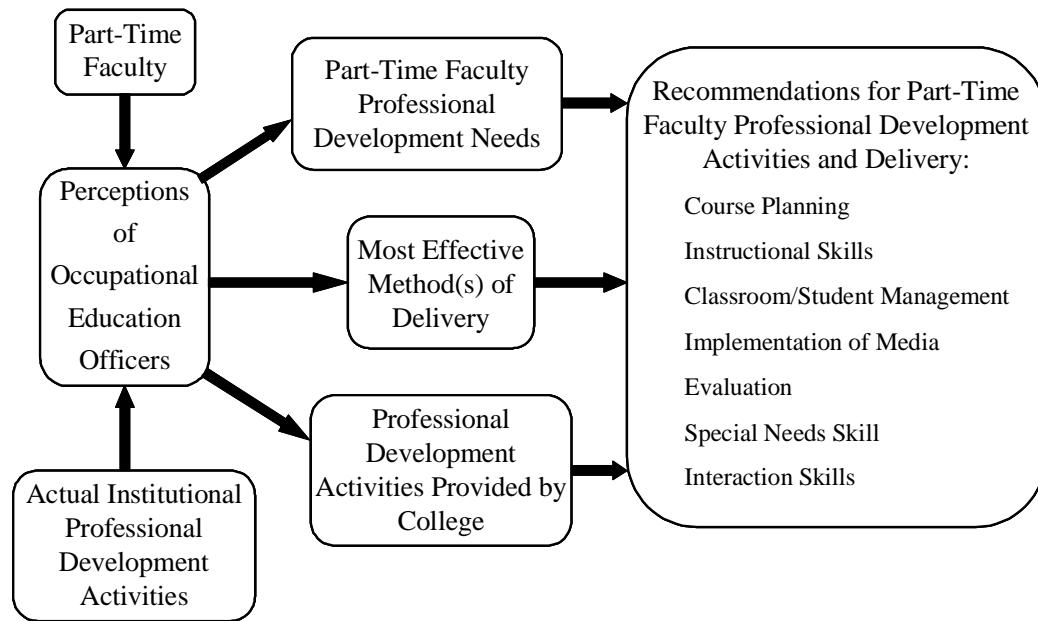 Part-Time
Faculty
Perceptions
of
Occupational
Education
Officers
Actual Institutional
Professional
Development
Activities
Part-Time Faculty
Professional
Development Needs
Most Effective
Method(s) of
Delivery
Professional
Development
Activities Provided by
College
Recommendations for Part-Time
Faculty Professional Development
Activities and Delivery:
Course Planning
Instructional Skills
Classroom/Student Management
Implementation of Media
Evaluation
Special Needs Skill
Interaction Skills